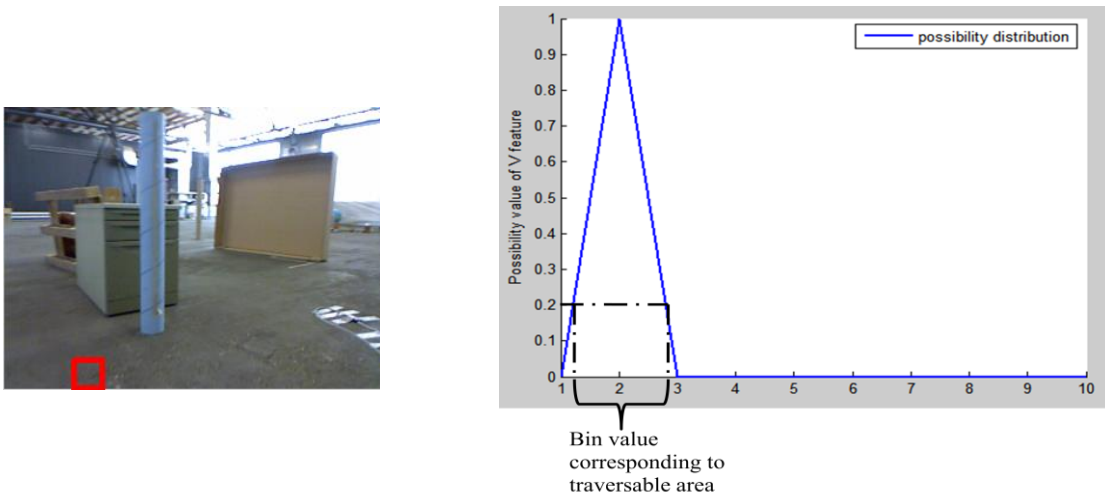 possibility distribution
Possibility value of V feature
1
0.9
0.8
0.7
0.6
0.5
0.4
0.3
0.2
0.1
0
1 2 3 4 5 6 7 8 9 10
Bin value
corresponding to
traversable area